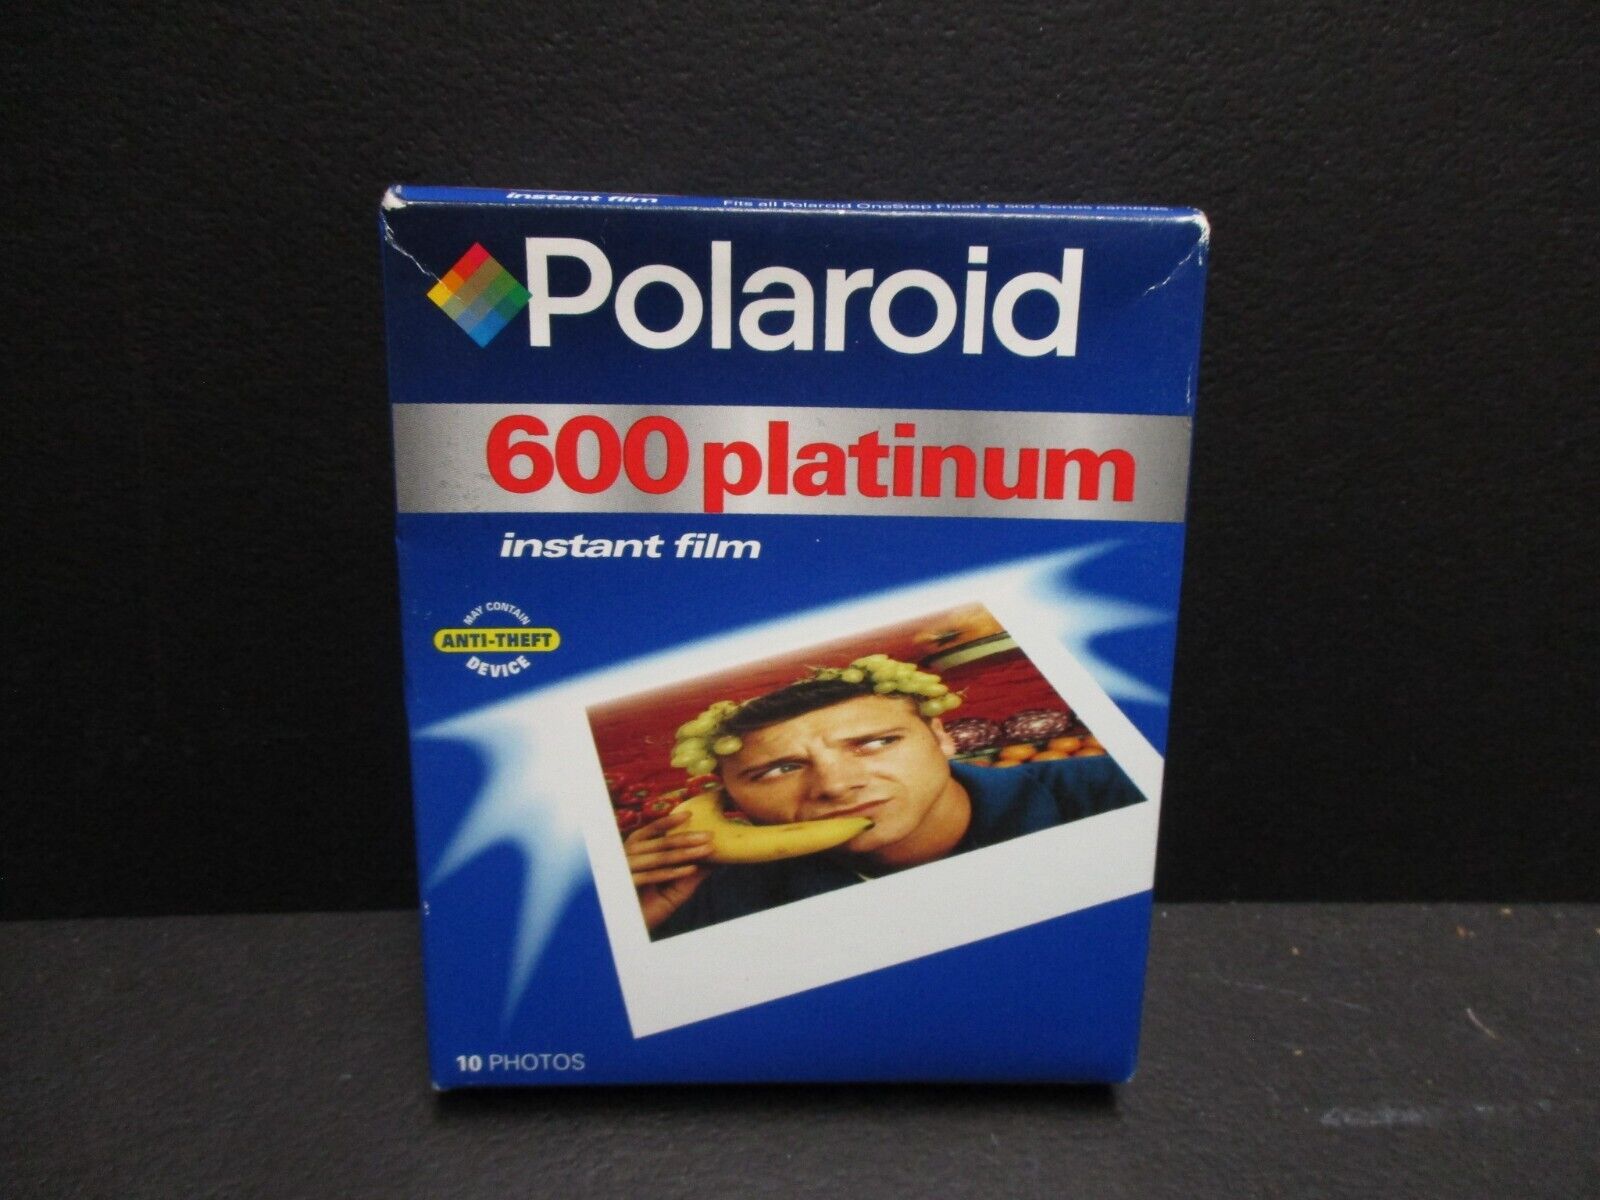 instant film Fits all Polaroid OneStep Flash & 600 Series cameras
Polaroid
600 platinum
instant film
MAY CONTAIN
ANTI-THEFT
DEVICE
10 PHOTOS